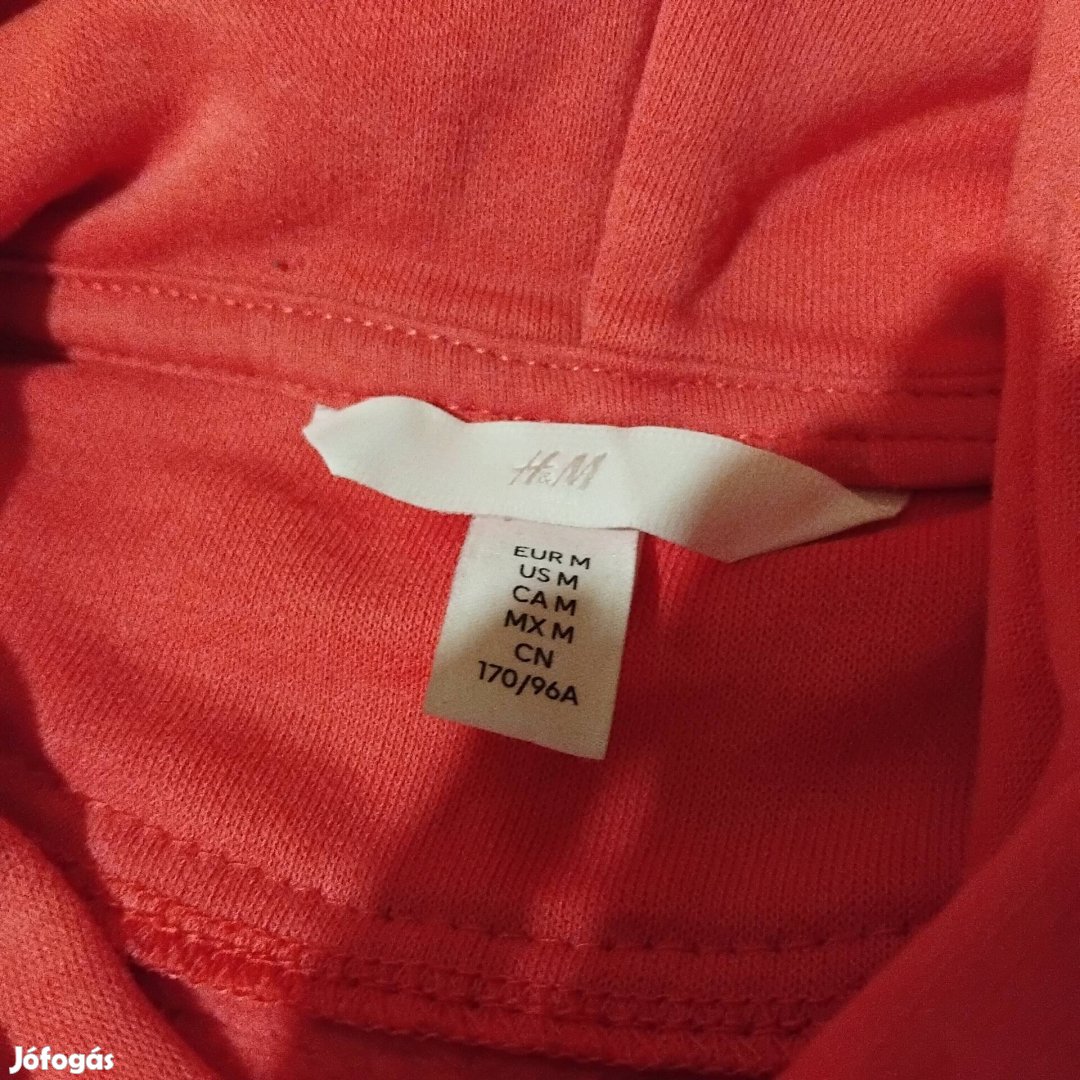 H&M
EUR M
US M
CA M
MX M
CN
170/96A
Jófogás